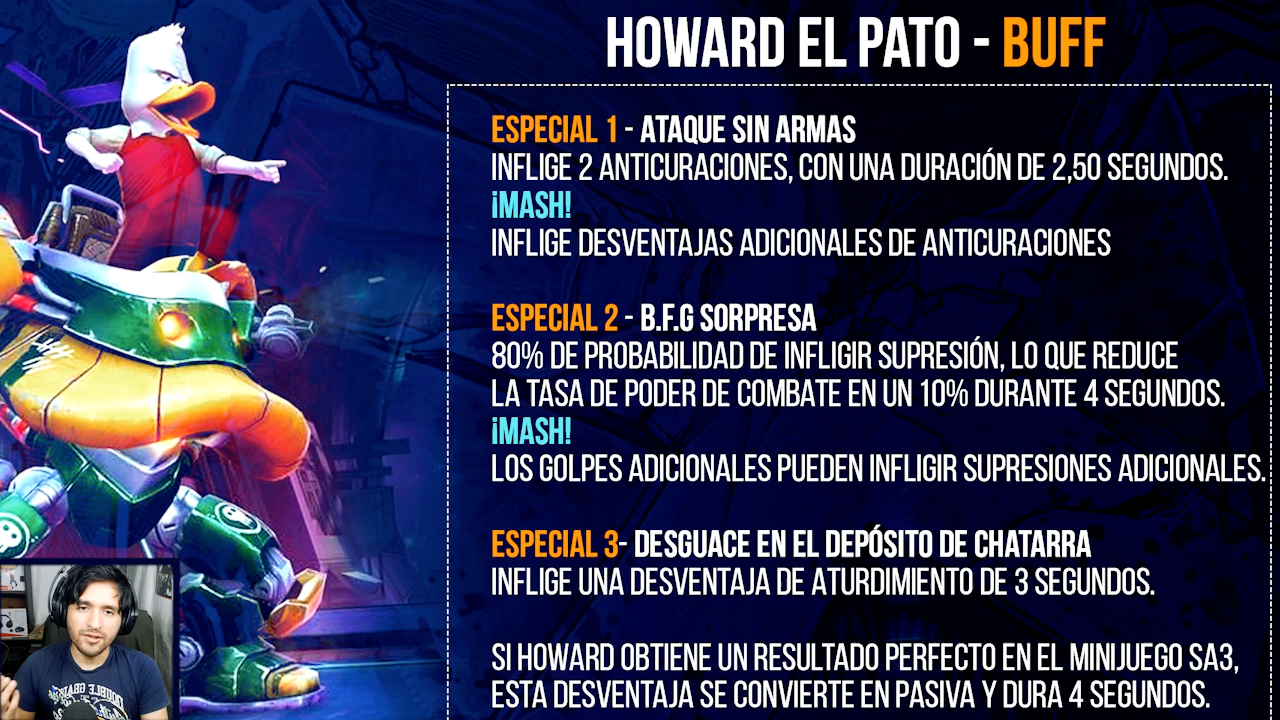 HOWARD EL PATO - BUFF
ESPECIAL 1 - ATAQUE SIN ARMAS
INFLIGE 2 ANTICURACIONES, CON UNA DURACIÓN DE 2,50 SEGUNDOS.
¡MASH!
INFLIGE DESVENTAJAS ADICIONALES DE ANTICURACIONES
ESPECIAL 2 - B.F.G SORPRESA
80% DE PROBABILIDAD DE INFLIGIR SUPRESIÓN, LO QUE REDUCE
LA TASA DE PODER DE COMBATE EN UN 10% DURANTE 4 SEGUNDOS.
¡MASH!
LOS GOLPES ADICIONALES PUEDEN INFLIGIR SUPRESIONES ADICIONALES.
ESPECIAL 3- DESGUACE EN EL DEPÓSITO DE CHATARRA
INFLIGE UNA DESVENTAJA DE ATURDIMIENTO DE 3 SEGUNDOS.
SI HOWARD OBTIENE UN RESULTADO PERFECTO EN EL MINIJUEGO SA3,
ESTA DESVENTAJA SE CONVIERTE EN PASIVA Y DURA 4 SEGUNDOS.